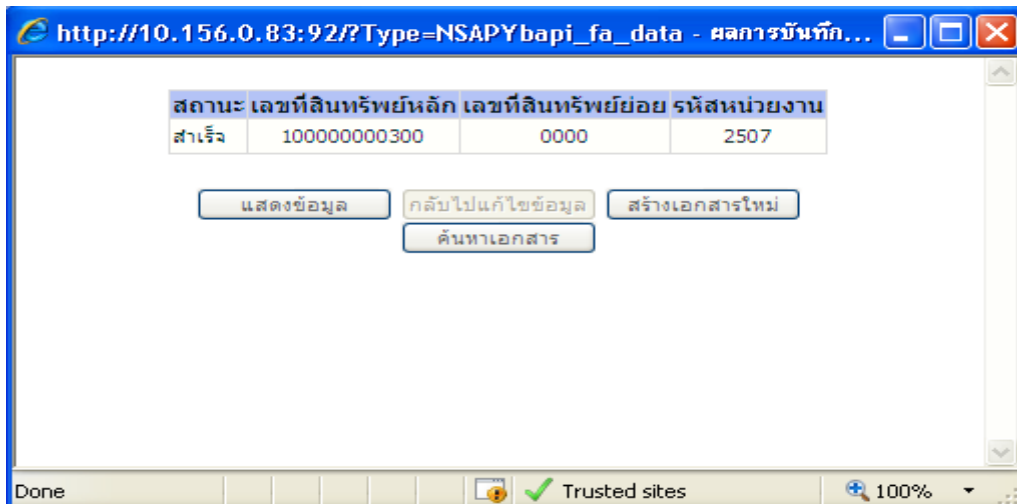 http://10.156.0.83:92/?Type=NSAPYbapi_fa_data - ผลการบันทึก...
สถานะ เลขที่สินทรัพย์หลัก เลขที่สินทรัพย์ย่อย รหัสหน่วยงาน
สำเร็จ 100000000300 0000 2507
แสดงข้อมูล กลับไปแก้ไขข้อมูล สร้างเอกสารใหม่
ค้นหาเอกสาร
Done Trusted sites 100%